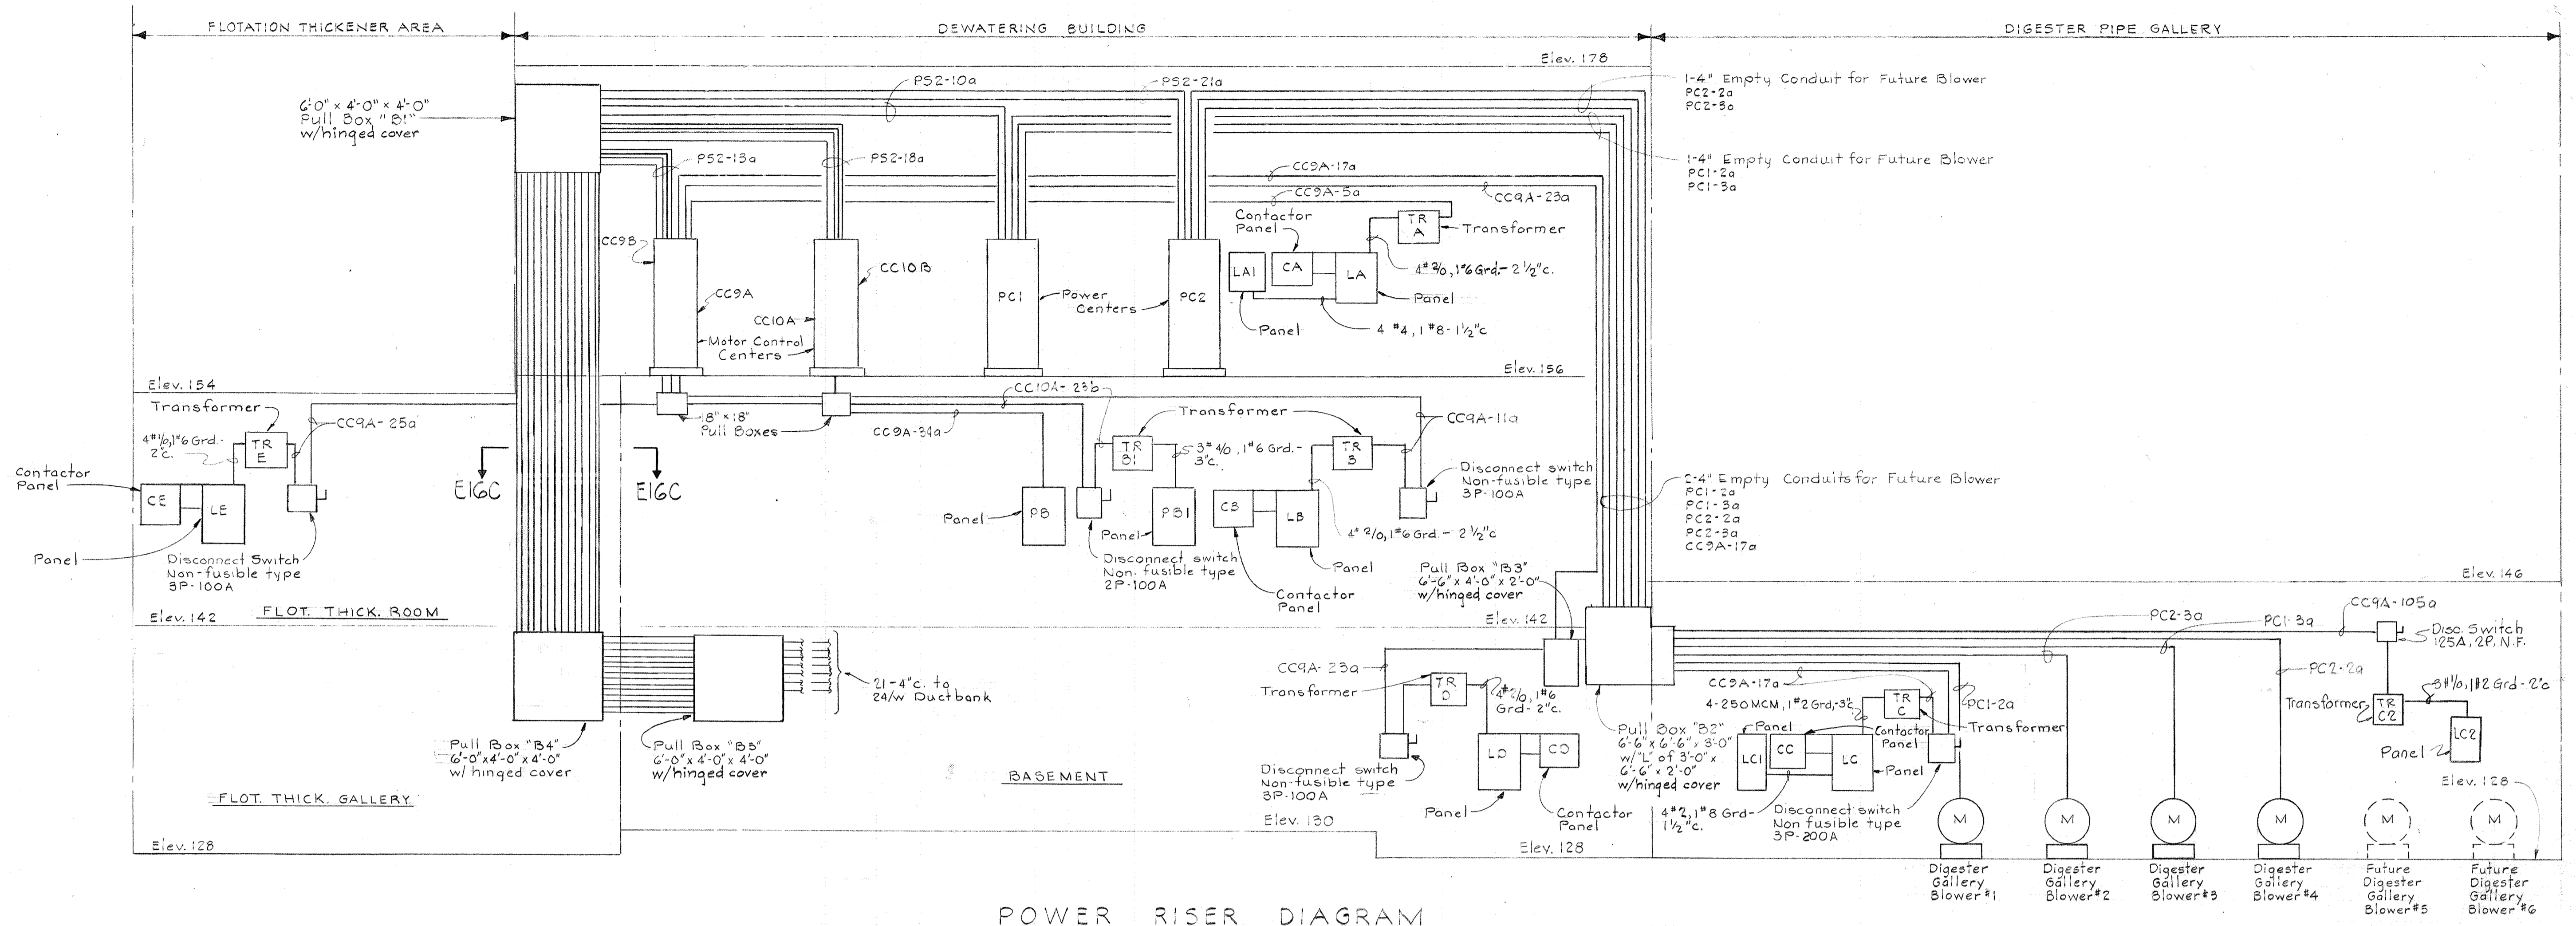 FLOTATION THICKENER AREA
DEWATERING BUILDING
DIGESTER PIPE GALLERY
Elev. 178
6'-0" x 4'-0" x 4'-0"
Pull Box "B1"
w/hinged cover
PS2-10a
PS2-21a
1-4" Empty Conduit for Future Blower
PC2-2a
PC2-3a
PS2-13a
PS2-18a
CC9A-17a
CC9A-5a
CC9A-23a
1-4" Empty Conduit for Future Blower
PC1-2a
PC1-3a
CC9B
CC9A
CC10B
CC10A
Motor Control
Centers
PC1
Power
Centers
PC2
Contactor
Panel
TR
A
Transformer
LA1
CA
LA
4#2/0, 1#6 Grd.- 2 1/2"c.
Panel
Panel
4 #4, 1 #8- 1 1/2"c
Elev. 154
Elev. 156
Transformer
CC9A-25a
4#1/0, 1#6 Grd.-
2"c.
TR
E
Contactor
Panel
CE
LE
Panel
Disconnect Switch
Non-fusible type
3P-100A
E16C
E16C
18" x 18"
Pull Boxes
CC10A-23b
CC9A-34a
Transformer
CC9A-11a
TR
B1
3#4/0, 1#6 Grd.-
3"c.
TR
B
Disconnect switch
Non-fusible type
3P-100A
PB
Panel
PB1
Panel
Disconnect switch
Non-fusible type
2P-100A
CB
LB
4# 2/0, 1#6 Grd.- 2 1/2"c
Panel
Contactor
Panel
2-4" Empty Conduits for Future Blower
PC1-2a
PC1-3a
PC2-2a
PC2-3a
CC9A-17a
Pull Box "B3"
6'-6" x 4'-0" x 2'-0"
w/hinged cover
Elev. 146
Elev. 142
FLOT. THICK. ROOM
Elev. 142
21-4"c. to
24/w Ductbank
Pull Box "B4"
6'-0" x 4'-0" x 4'-0"
w/ hinged cover
Pull Box "B5"
6'-0" x 4'-0" x 4'-0"
w/hinged cover
FLOT. THICK. GALLERY
BASEMENT
CC9A-23a
Transformer
TR
D
4#2/0, 1#6
Grd- 2"c.
LD
CD
Disconnect switch
Non-fusible type
3P-100A
Panel
Contactor
Panel
Elev. 130
Elev. 128
Elev. 128
Pull Box "B2"
6'-6" x 6'-6" x 3'-0"
w/"L" of 3'-0" x
6'-6" x 2'-0"
w/hinged cover
CC9A-17a
4-250 MCM, 1#2 Grd,-3"c
TR
C
Transformer
PC1-2a
Panel
Contactor
Panel
LC1
CC
LC
Panel
4#2, 1#8 Grd-
1 1/2"c.
Disconnect switch
Non fusible type
3P-200A
PC2-3a
PC1-3a
PC2-2a
CC9A-105a
Disc. Switch
125A, 2P, N.F.
Transformer
TR
C2
3#1/0, 1#2 Grd- 2"c
LC2
Panel
Elev. 128
M
M
M
M
M
M
Digester
Gallery
Blower#1
Digester
Gallery
Blower#2
Digester
Gallery
Blower#3
Digester
Gallery
Blower#4
Future
Digester
Gallery
Blower#5
Future
Digester
Gallery
Blower#6
POWER RISER DIAGRAM